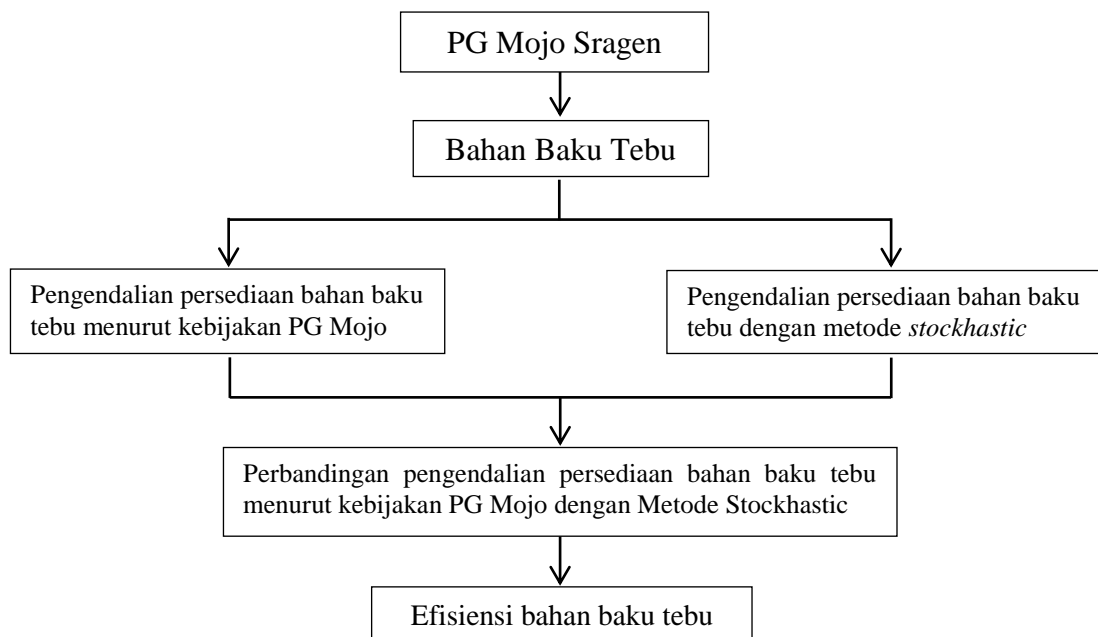 PG Mojo Sragen
Bahan Baku Tebu
Pengendalian persediaan bahan baku
tebu menurut kebijakan PG Mojo
Pengendalian persediaan bahan baku
tebu dengan metode stockhastic
Perbandingan pengendalian persediaan bahan baku tebu
menurut kebijakan PG Mojo dengan Metode Stockhastic
Efisiensi bahan baku tebu